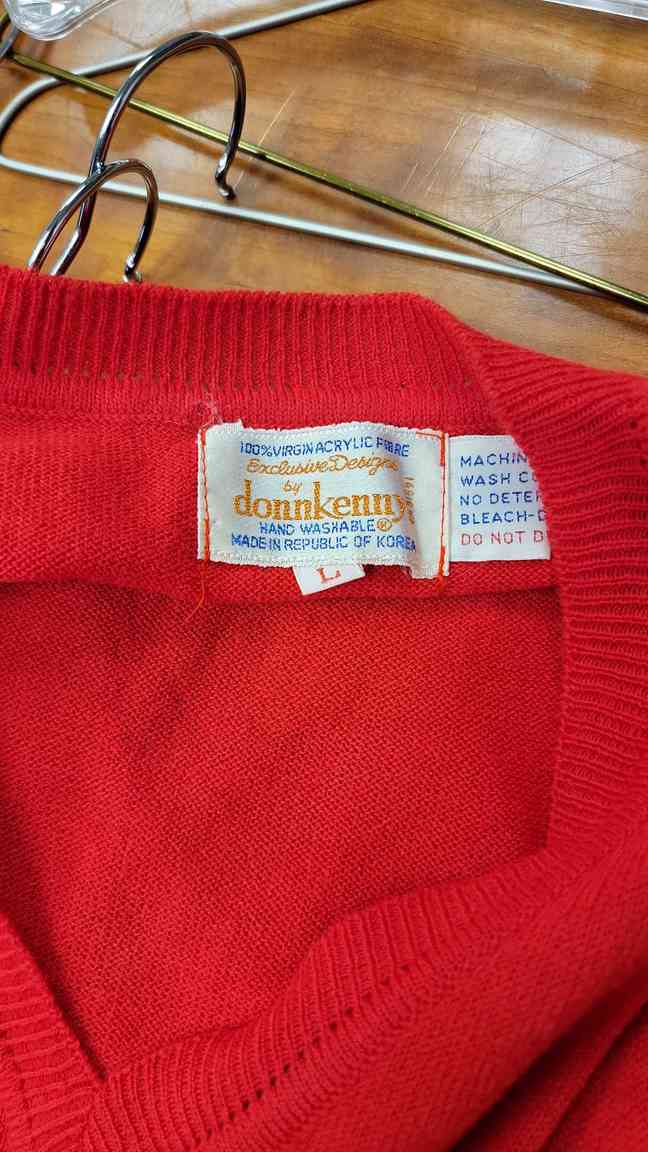 100% VIRGIN ACRYLIC FIBRE
Exclusive Designs
by
donnkenny
HAND WASHABLE ®
MADE IN REPUBLIC OF KOREA
L
MACHIN
WASH CO
NO DETER
BLEACH-D
DO NOT D